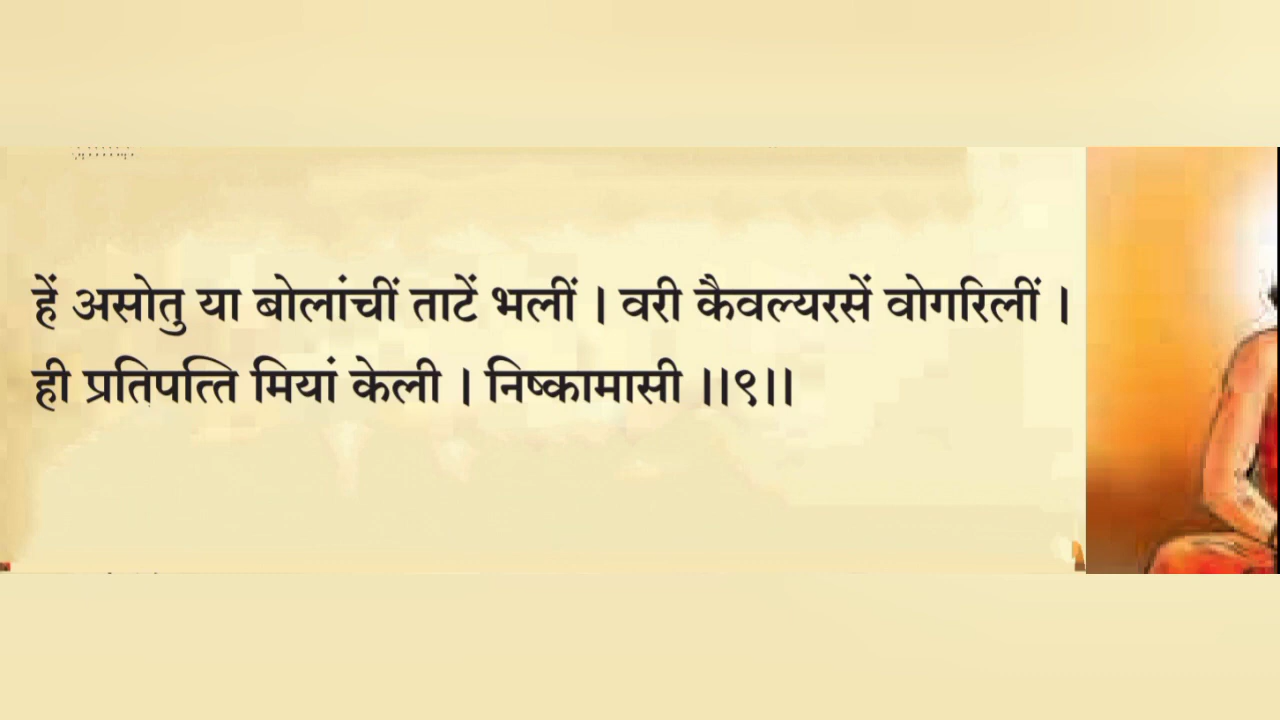 हें असोतु या बोलांचीं ताटें भलीं । वरी कैवल्यरसें वोगरिलीं ।
ही प्रतिपत्ति मियां केली । निष्कामासी ।।९।।